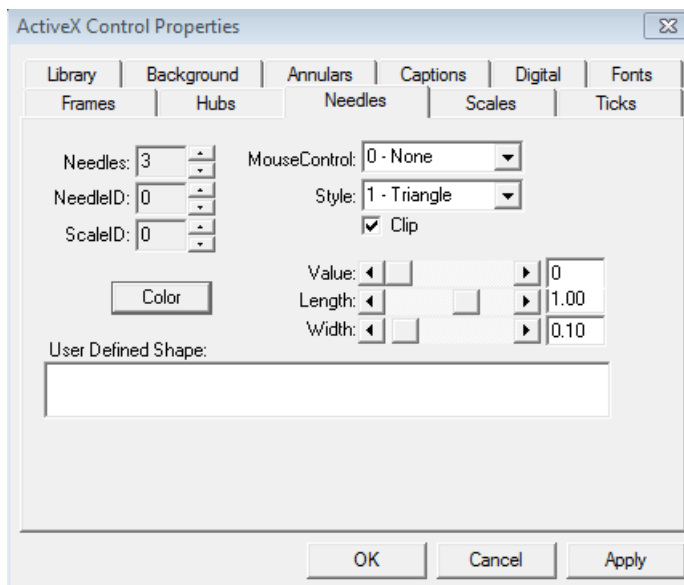 ActiveX Control Properties
Library Background Annulars Captions Digital Fonts
Frames Hubs Needles Scales Ticks
Needles: 3 MouseControl: 0 - None
NeedleID: 0 Style: 1 - Triangle
ScaleID: 0 Clip
Value: 0
Color Length: 1.00
Width: 0.10
User Defined Shape:
OK Cancel Apply